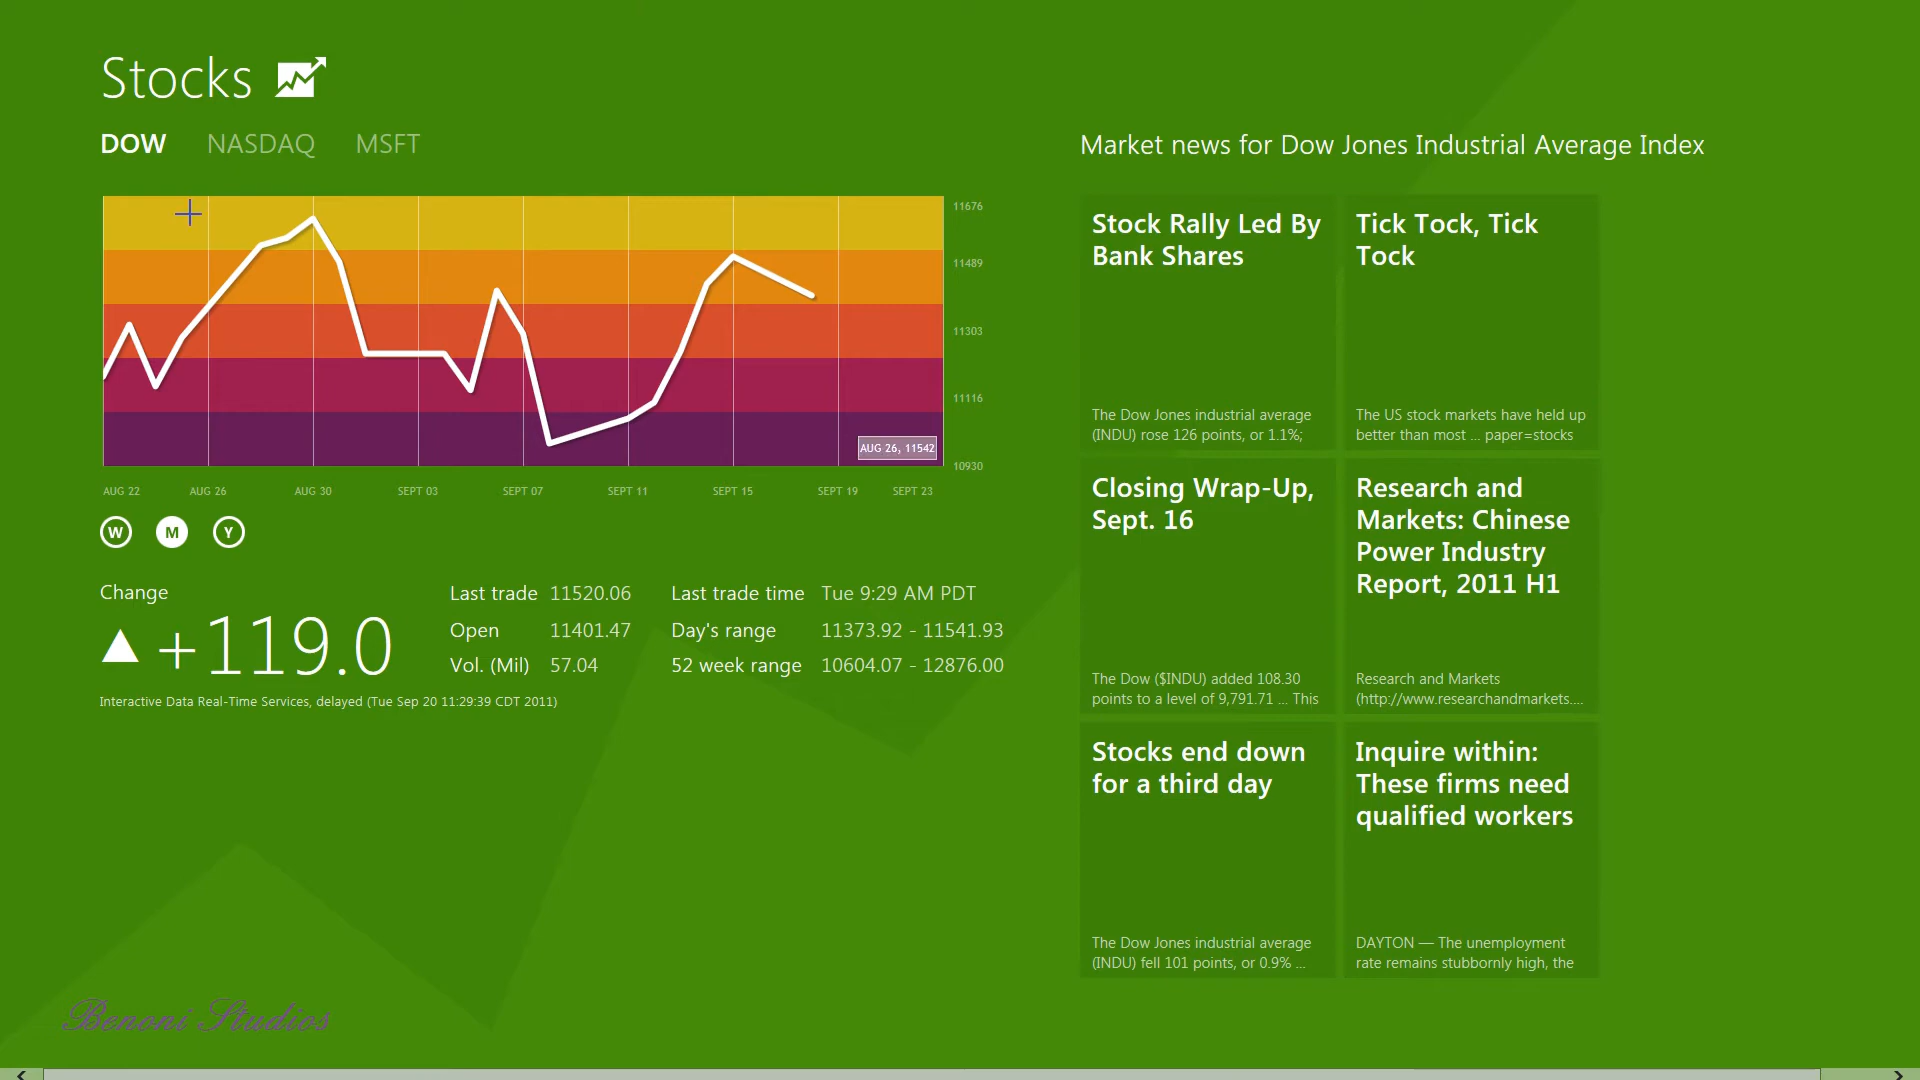 Stocks
DOW NASDAQ MSFT
Market news for Dow Jones Industrial Average Index
11676
11489
11303
11116
10930
AUG 26, 11542
AUG 22 AUG 26 AUG 30 SEPT 03 SEPT 07 SEPT 11 SEPT 15 SEPT 19 SEPT 23
W M Y
Change
+119.0
Last trade 11520.06 Last trade time Tue 9:29 AM PDT
Open 11401.47 Day's range 11373.92 - 11541.93
Vol. (Mil) 57.04 52 week range 10604.07 - 12876.00
Interactive Data Real-Time Services, delayed (Tue Sep 20 11:29:39 CDT 2011)
Stock Rally Led By
Bank Shares
The Dow Jones industrial average
(INDU) rose 126 points, or 1.1%;
Tick Tock, Tick
Tock
The US stock markets have held up
better than most ... paper=stocks
Closing Wrap-Up,
Sept. 16
The Dow ($INDU) added 108.30
points to a level of 9,791.71 ... This
Research and
Markets: Chinese
Power Industry
Report, 2011 H1
Research and Markets
(http://www.researchandmarkets....
Stocks end down
for a third day
The Dow Jones industrial average
(INDU) fell 101 points, or 0.9% ...
Inquire within:
These firms need
qualified workers
DAYTON — The unemployment
rate remains stubbornly high, the
Benoni Studios